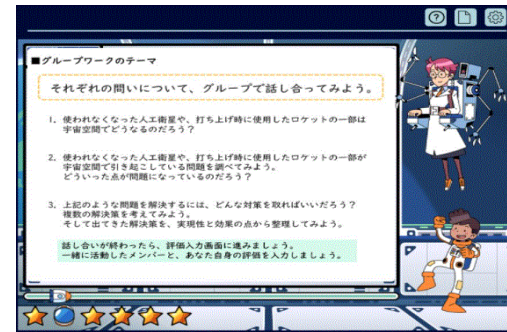 ■グループワークのテーマ
それぞれの問いについて、グループで話し合ってみよう。
1、使われなくなった人工衛星や、打ち上げ時に使用したロケットの一部は
宇宙空間でどうなるのだろう？
2、使われなくなった人工衛星や、打ち上げ時に使用したロケットの一部が
宇宙空間で引き起こしている問題を調べてみよう。
どういった点が問題になっているのだろう？
3、上記のような問題を解決するには、どんな対策を取ればいいだろう？
複数の解決策を考えてみよう。
そして出てきた解決策を、実現性と効果の点から整理してみよう。
話し合いが終わったら、評価入力画面に進みましょう。
一緒に活動したメンバーと、あなた自身の評価を入力しましょう。